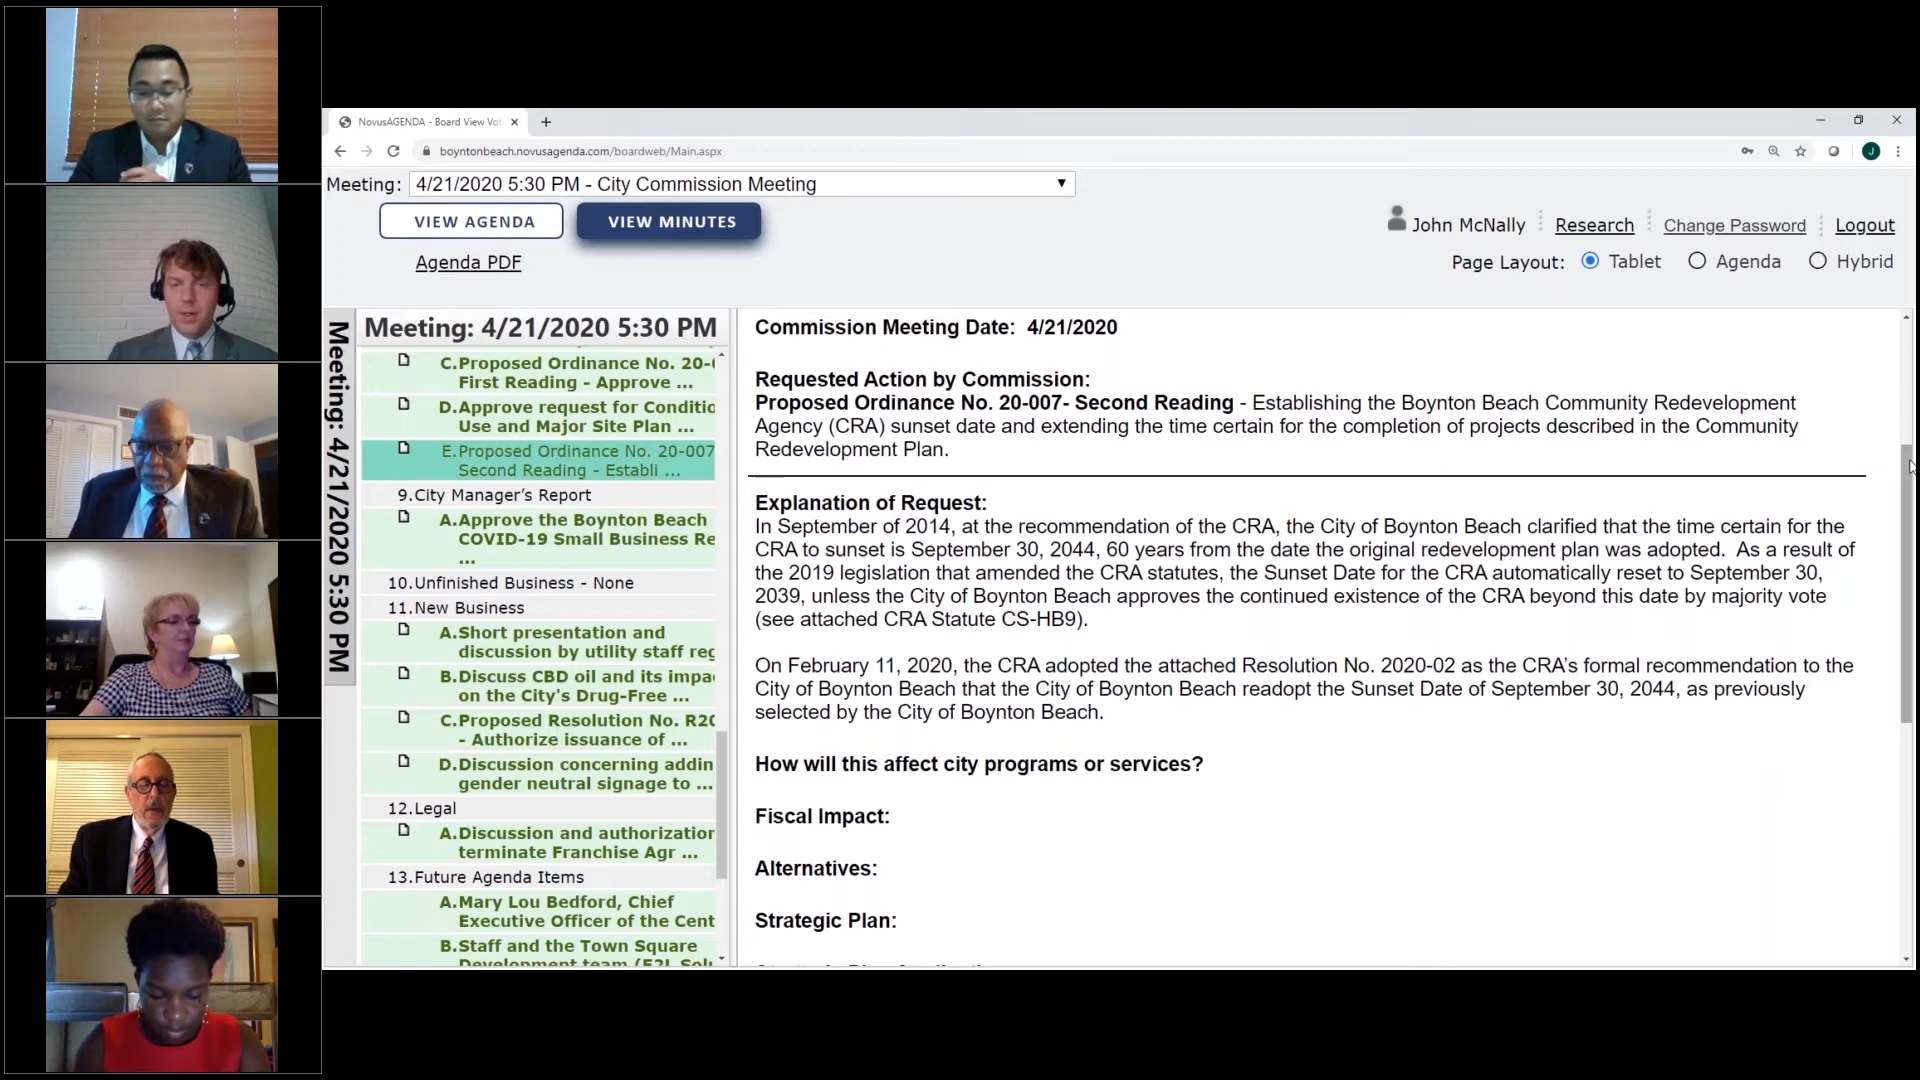 NovusAGENDA - Board View Vot
boyntonbeach.novusagenda.com/boardweb/Main.aspx
J
Meeting: 4/21/2020 5:30 PM - City Commission Meeting
VIEW AGENDA
VIEW MINUTES
Agenda PDF
John McNally
Research
Change Password
Logout
Page Layout:
Tablet
Agenda
Hybrid
Meeting: 4/21/2020 5:30 PM
Meeting: 4/21/2020 5:30 PM
C.Proposed Ordinance No. 20-0
First Reading - Approve ...
D.Approve request for Conditio
Use and Major Site Plan ...
E.Proposed Ordinance No. 20-007
Second Reading - Establi ...
9.City Manager’s Report
A.Approve the Boynton Beach
COVID-19 Small Business Re
...
10.Unfinished Business - None
11.New Business
A.Short presentation and
discussion by utility staff reg
B.Discuss CBD oil and its impa
on the City's Drug-Free ...
C.Proposed Resolution No. R20
- Authorize issuance of ...
D.Discussion concerning addin
gender neutral signage to ...
12.Legal
A.Discussion and authorization
terminate Franchise Agr ...
13.Future Agenda Items
A.Mary Lou Bedford, Chief
Executive Officer of the Cent
B.Staff and the Town Square
Development team (E2L Solu
Commission Meeting Date: 4/21/2020
Requested Action by Commission:
Proposed Ordinance No. 20-007- Second Reading - Establishing the Boynton Beach Community Redevelopment
Agency (CRA) sunset date and extending the time certain for the completion of projects described in the Community
Redevelopment Plan.
Explanation of Request:
In September of 2014, at the recommendation of the CRA, the City of Boynton Beach clarified that the time certain for the
CRA to sunset is September 30, 2044, 60 years from the date the original redevelopment plan was adopted. As a result of
the 2019 legislation that amended the CRA statutes, the Sunset Date for the CRA automatically reset to September 30,
2039, unless the City of Boynton Beach approves the continued existence of the CRA beyond this date by majority vote
(see attached CRA Statute CS-HB9).
On February 11, 2020, the CRA adopted the attached Resolution No. 2020-02 as the CRA’s formal recommendation to the
City of Boynton Beach that the City of Boynton Beach readopt the Sunset Date of September 30, 2044, as previously
selected by the City of Boynton Beach.
How will this affect city programs or services?
Fiscal Impact:
Alternatives:
Strategic Plan: